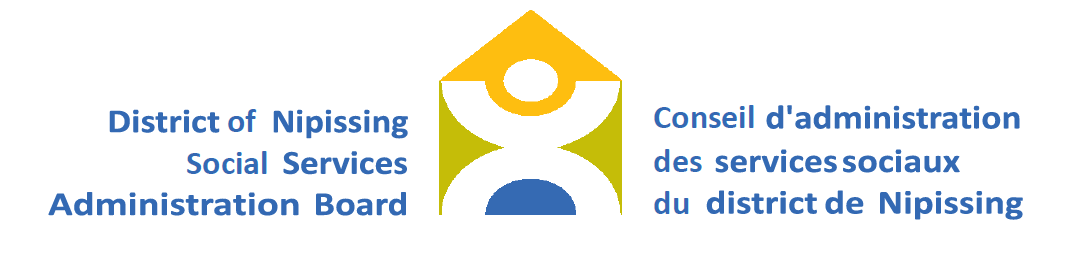 District of Nipissing
Social Services
Administration Board
Conseil d'administration
des services sociaux
du district de Nipissing